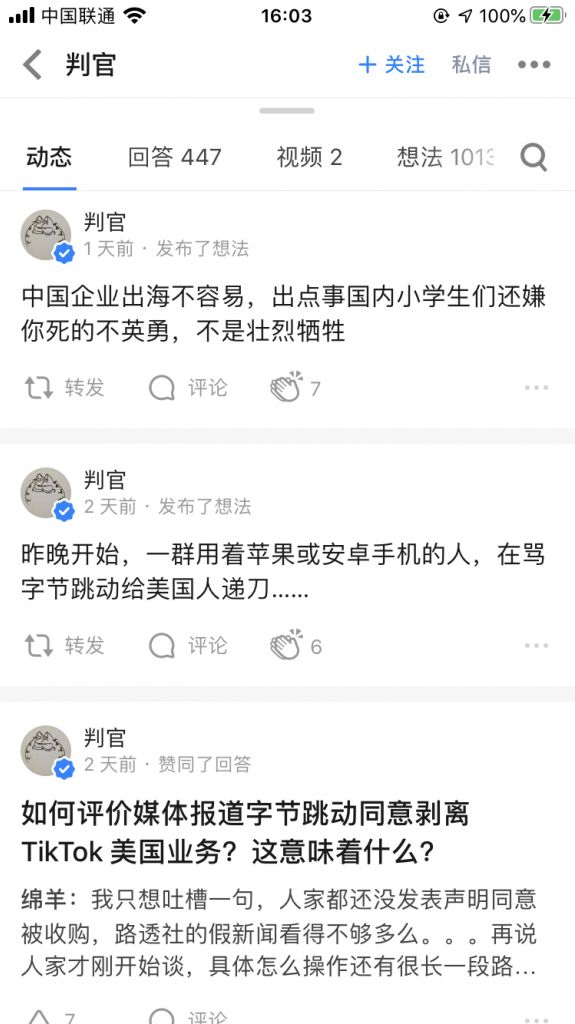 中国联通
16:03
100%
判官
+ 关注
私信
动态
回答 447
视频 2
想法 1013
判官
1 天前 · 发布了想法
中国企业出海不容易，出点事国内小学生们还嫌
你死的不英勇，不是壮烈牺牲
转发
评论
7
判官
2 天前 · 发布了想法
昨晚开始，一群用着苹果或安卓手机的人，在骂
字节跳动给美国人递刀……
转发
评论
6
判官
2 天前 · 赞同了回答
如何评价媒体报道字节跳动同意剥离
TikTok 美国业务？这意味着什么？
绵羊：我只想吐槽一句，人家都还没发表声明同意
被收购，路透社的假新闻看得不够多么。。。再说
人家才刚开始谈，具体怎么操作还有很长一段路...
7
评论